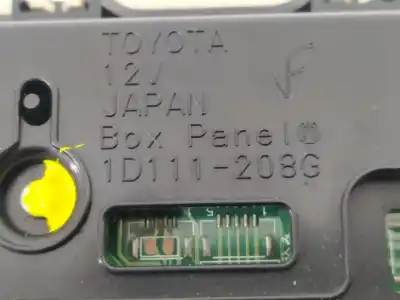 TOYOTA
12V
JAPAN
Box Panel
1D111-208G